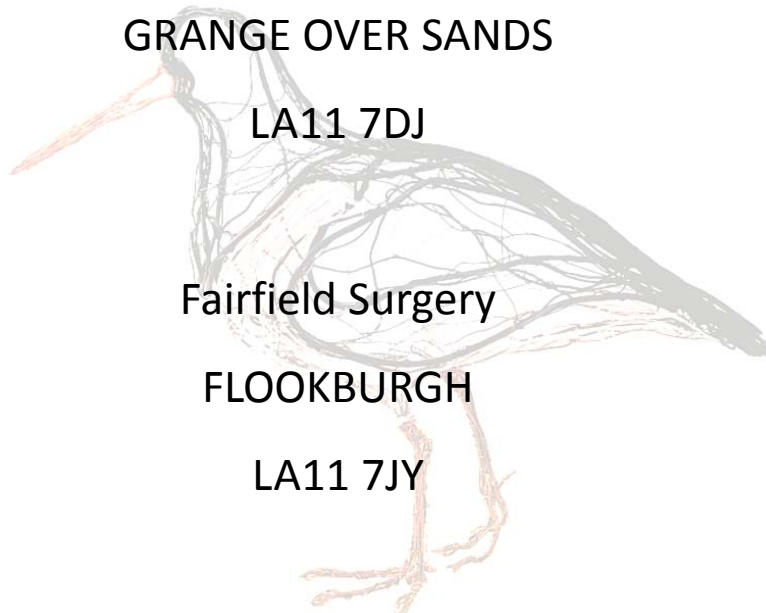 GRANGE OVER SANDS
LA11 7DJ
Fairfield Surgery
FLOOKBURGH
LA11 7JY